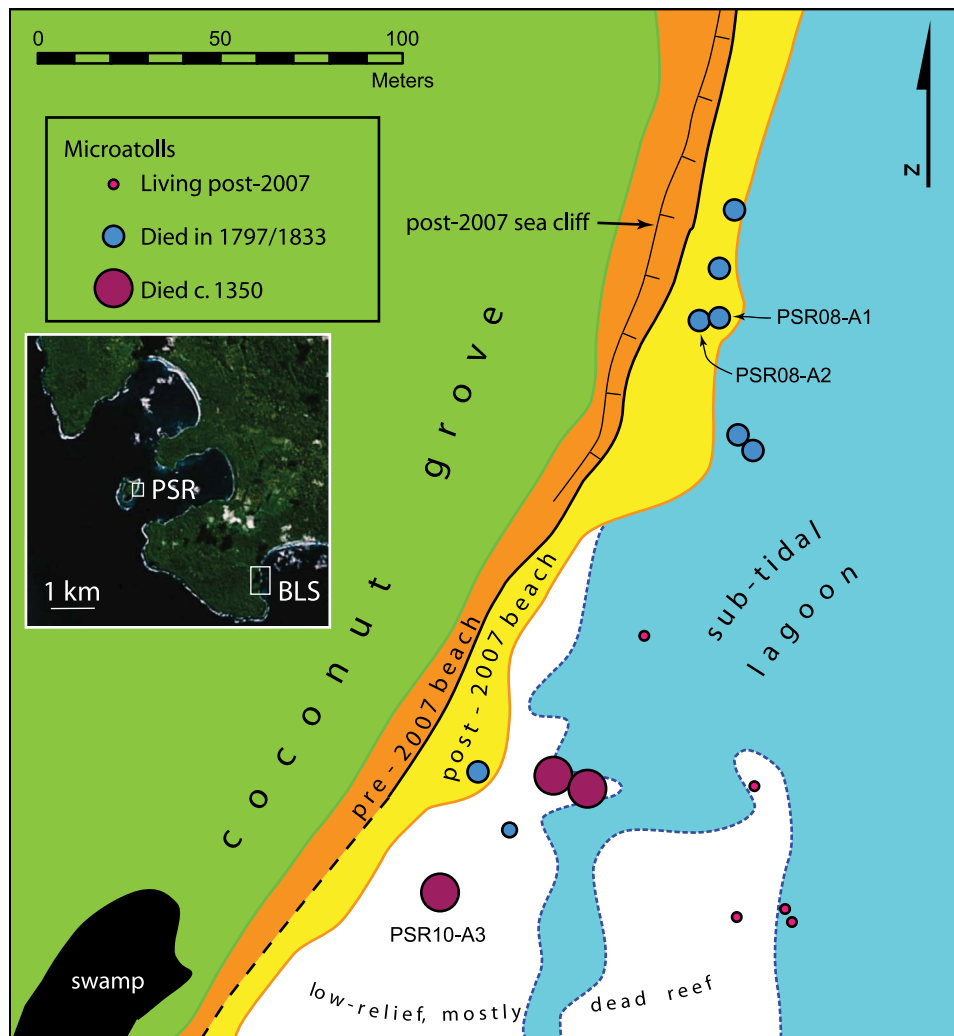 0 50 100
Meters
Microatolls
Living post-2007
Died in 1797/1833
Died c. 1350
N
post-2007 sea cliff
PSR08-A1
PSR08-A2
coconut grove
PSR
BLS
1 km
sub-tidal
lagoon
pre-2007 beach
post-2007 beach
PSR10-A3
swamp
low-relief, mostly dead reef